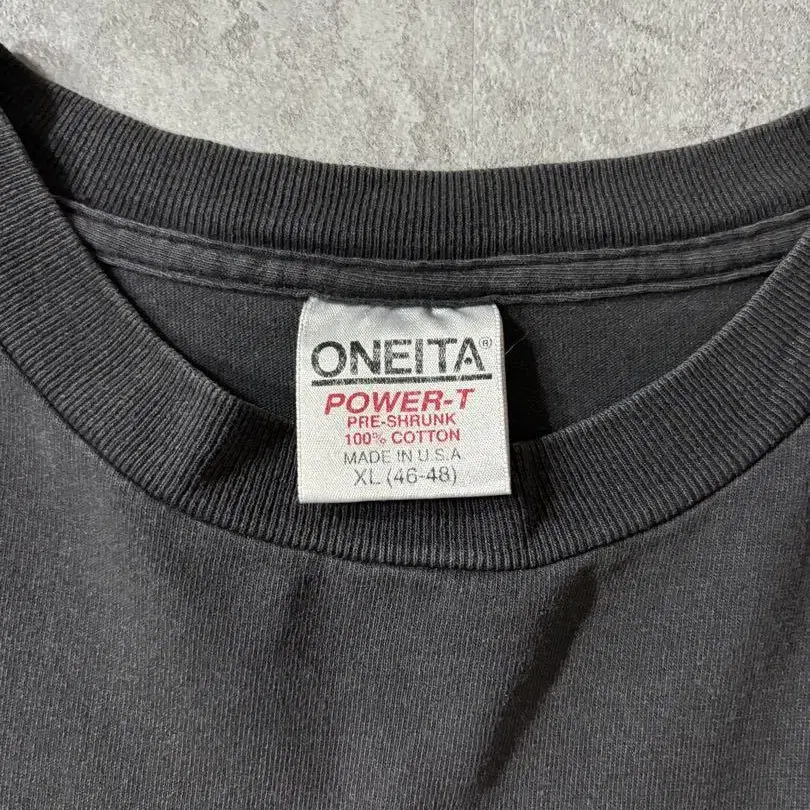 ONEITA®
POWER-T
PRE-SHRUNK
100% COTTON
MADE IN U.S.A
XL (46-48)